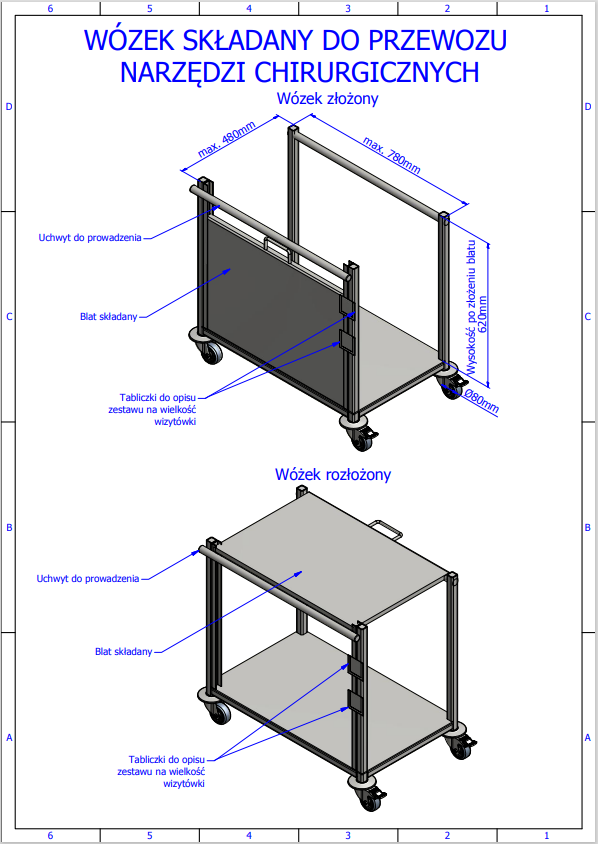 6 5 4 3 2 1
WÓZEK SKŁADANY DO PRZEWOZU
NARZĘDZI CHIRURGICZNYCH
Wózek złożony
D D
max. 480mm
max. 780mm
Uchwyt do prowadzenia
Wysokość po złożeniu blatu
620mm
C C
Blat składany
Ø80mm
Tabliczki do opisu
zestawu na wielkość
wizytówki
Wóżek rozłożony
B B
Uchwyt do prowadzenia
Blat składany
A A
Tabliczki do opisu
zestawu na wielkość
wizytówki
6 5 4 3 2 1